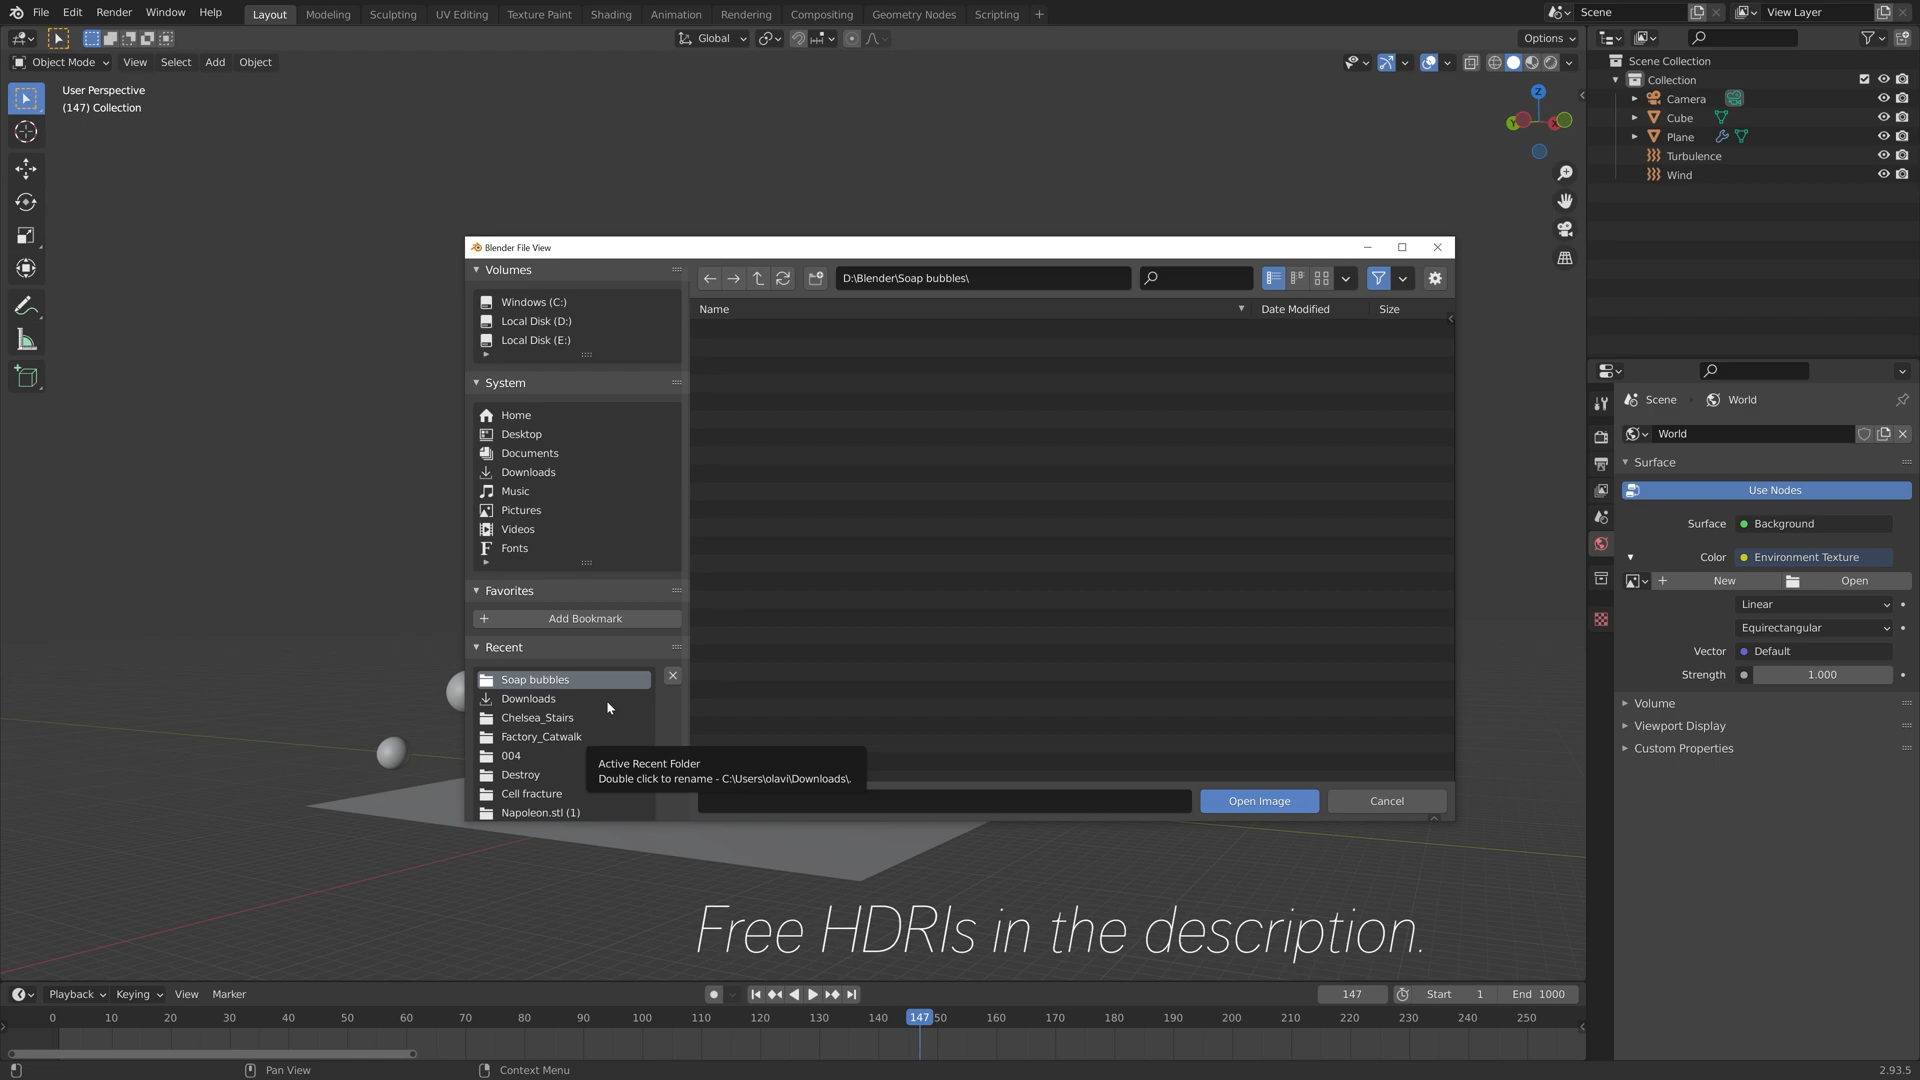 File Edit Render Window Help Layout Modeling Sculpting UV Editing Texture Paint Shading Animation Rendering Compositing Geometry Nodes Scripting + Scene View Layer
Global Options
Object Mode View Select Add Object
User Perspective
(147) Collection
Z
Y
X
Scene Collection
Collection
Camera
Cube
Plane
Turbulence
Wind
Blender File View
Volumes
Windows (C:)
Local Disk (D:)
Local Disk (E:)
System
Home
Desktop
Documents
Downloads
Music
Pictures
Videos
Fonts
Favorites
Add Bookmark
Recent
Soap bubbles
Downloads
Chelsea_Stairs
Factory_Catwalk
004
Destroy
Cell fracture
Napoleon.stl (1)
D:\Blender\Soap bubbles\
Name Date Modified Size
Active Recent Folder
Double click to rename - C:\Users\olavi\Downloads\.
Open Image Cancel
Scene World
World
Surface
Use Nodes
Surface Background
Color Environment Texture
New Open
Linear
Equirectangular
Vector Default
Strength 1.000
Volume
Viewport Display
Custom Properties
Free HDRIs in the description.
Playback Keying View Marker 147 Start 1 End 1000
0 10 20 30 40 50 60 70 80 90 100 110 120 130 140 147 50 160 170 180 190 200 210 220 230 240 250
Pan View Context Menu 2.93.5